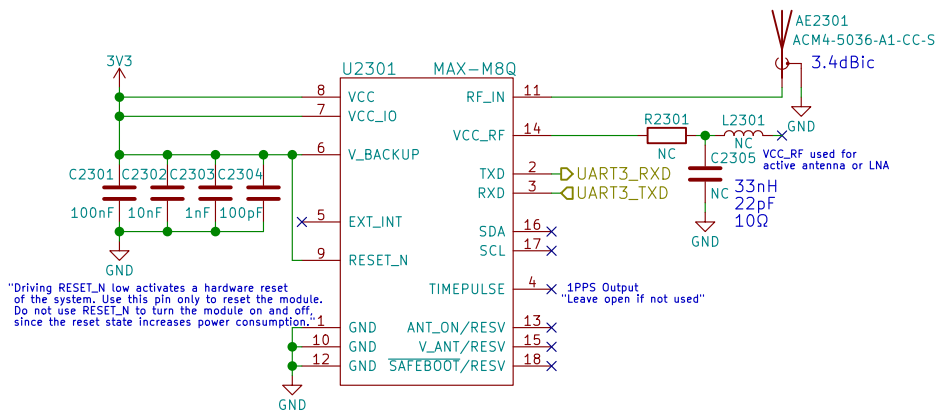 AE2301
ACM4-5036-A1-CC-S
3.4dBic
GND
3V3
U2301 MAX-M8Q
8 VCC
7 VCC_IO
6 V_BACKUP
5 EXT_INT
9 RESET_N
1 GND
10 GND
12 GND
RF_IN 11
VCC_RF 14
TXD 2 UART3_RXD
RXD 3 UART3_TXD
SDA 16
SCL 17
TIMEPULSE 4
ANT_ON/RESV 13
V_ANT/RESV 15
SAFEBOOT/RESV 18
C2301 C2302 C2303 C2304
100nF 10nF 1nF 100pF
GND
"Driving RESET_N low activates a hardware reset
of the system. Use this pin only to reset the module.
Do not use RESET_N to turn the module on and off,
since the reset state increases power consumption."
GND
R2301
NC
L2301
NC
C2305
NC
VCC_RF used for
active antenna or LNA
33nH
22pF
10Ω
GND
1PPS Output
"Leave open if not used"